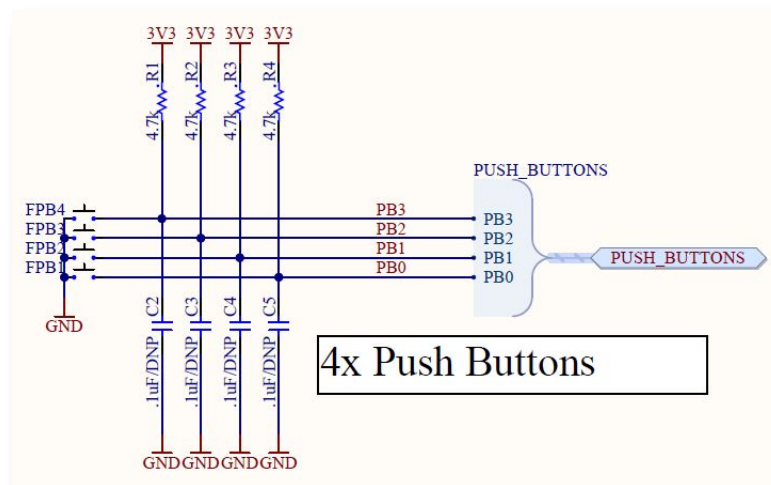 3V3 3V3 3V3 3V3
R1 R2 R3 R4
4.7k 4.7k 4.7k 4.7k
PUSH_BUTTONS
FPB4 PB3 PB3
FPB3 PB2 PB2
FPB2 PB1 PB1 PUSH_BUTTONS
FPB1 PB0 PB0
C2 C3 C4 C5
GND
.1uF/DNP .1uF/DNP .1uF/DNP .1uF/DNP
4x Push Buttons
GND GND GND GND